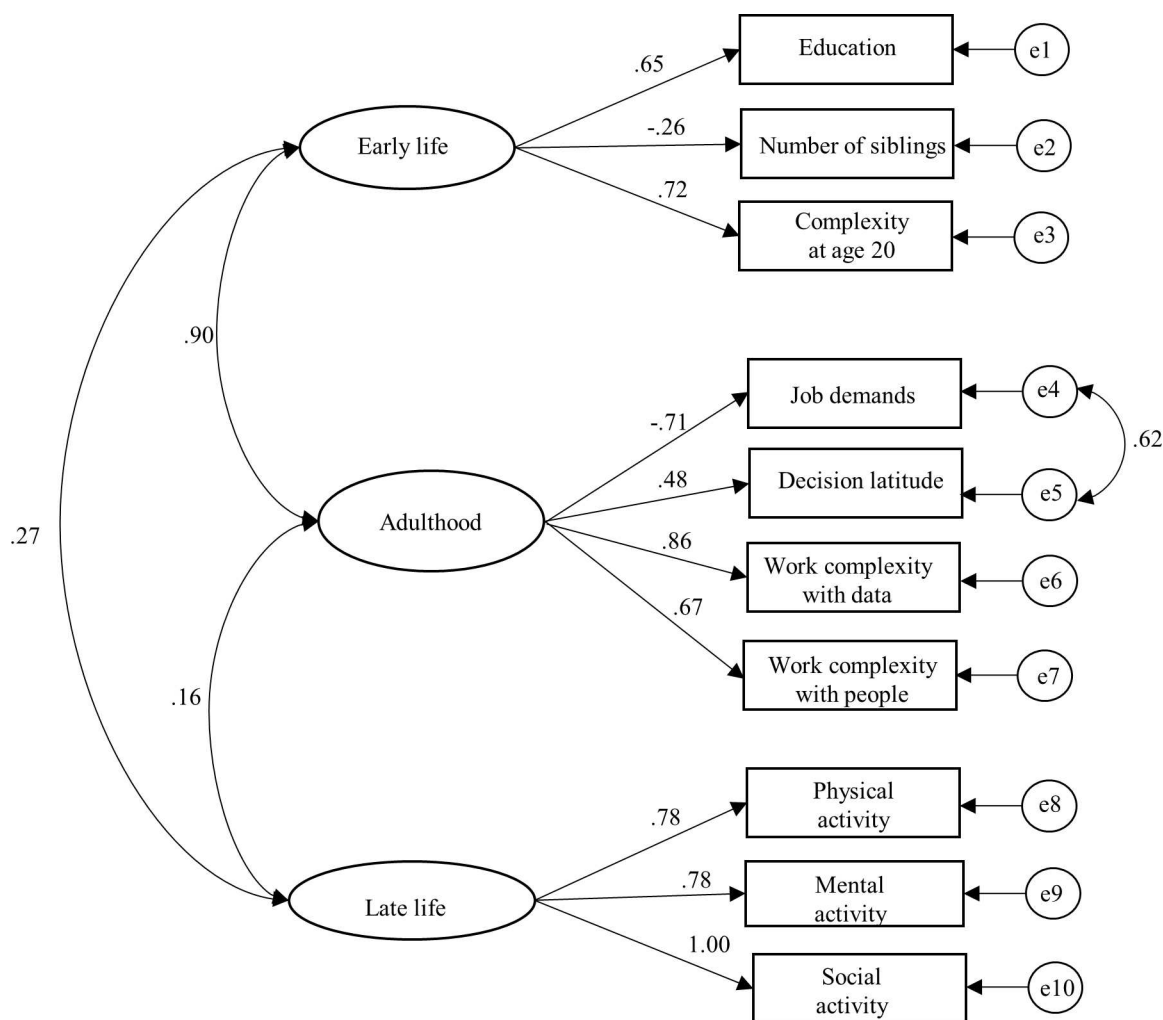 Education
e1
.65
Early life
-.26
Number of siblings
e2
.72
Complexity
at age 20
e3
.90
Job demands
e4
-.71
.62
.48
Decision latitude
e5
.27
Adulthood
.86
Work complexity
with data
e6
.67
Work complexity
with people
e7
.16
Physical
activity
e8
.78
.78
Mental
activity
e9
Late life
1.00
Social
activity
e10